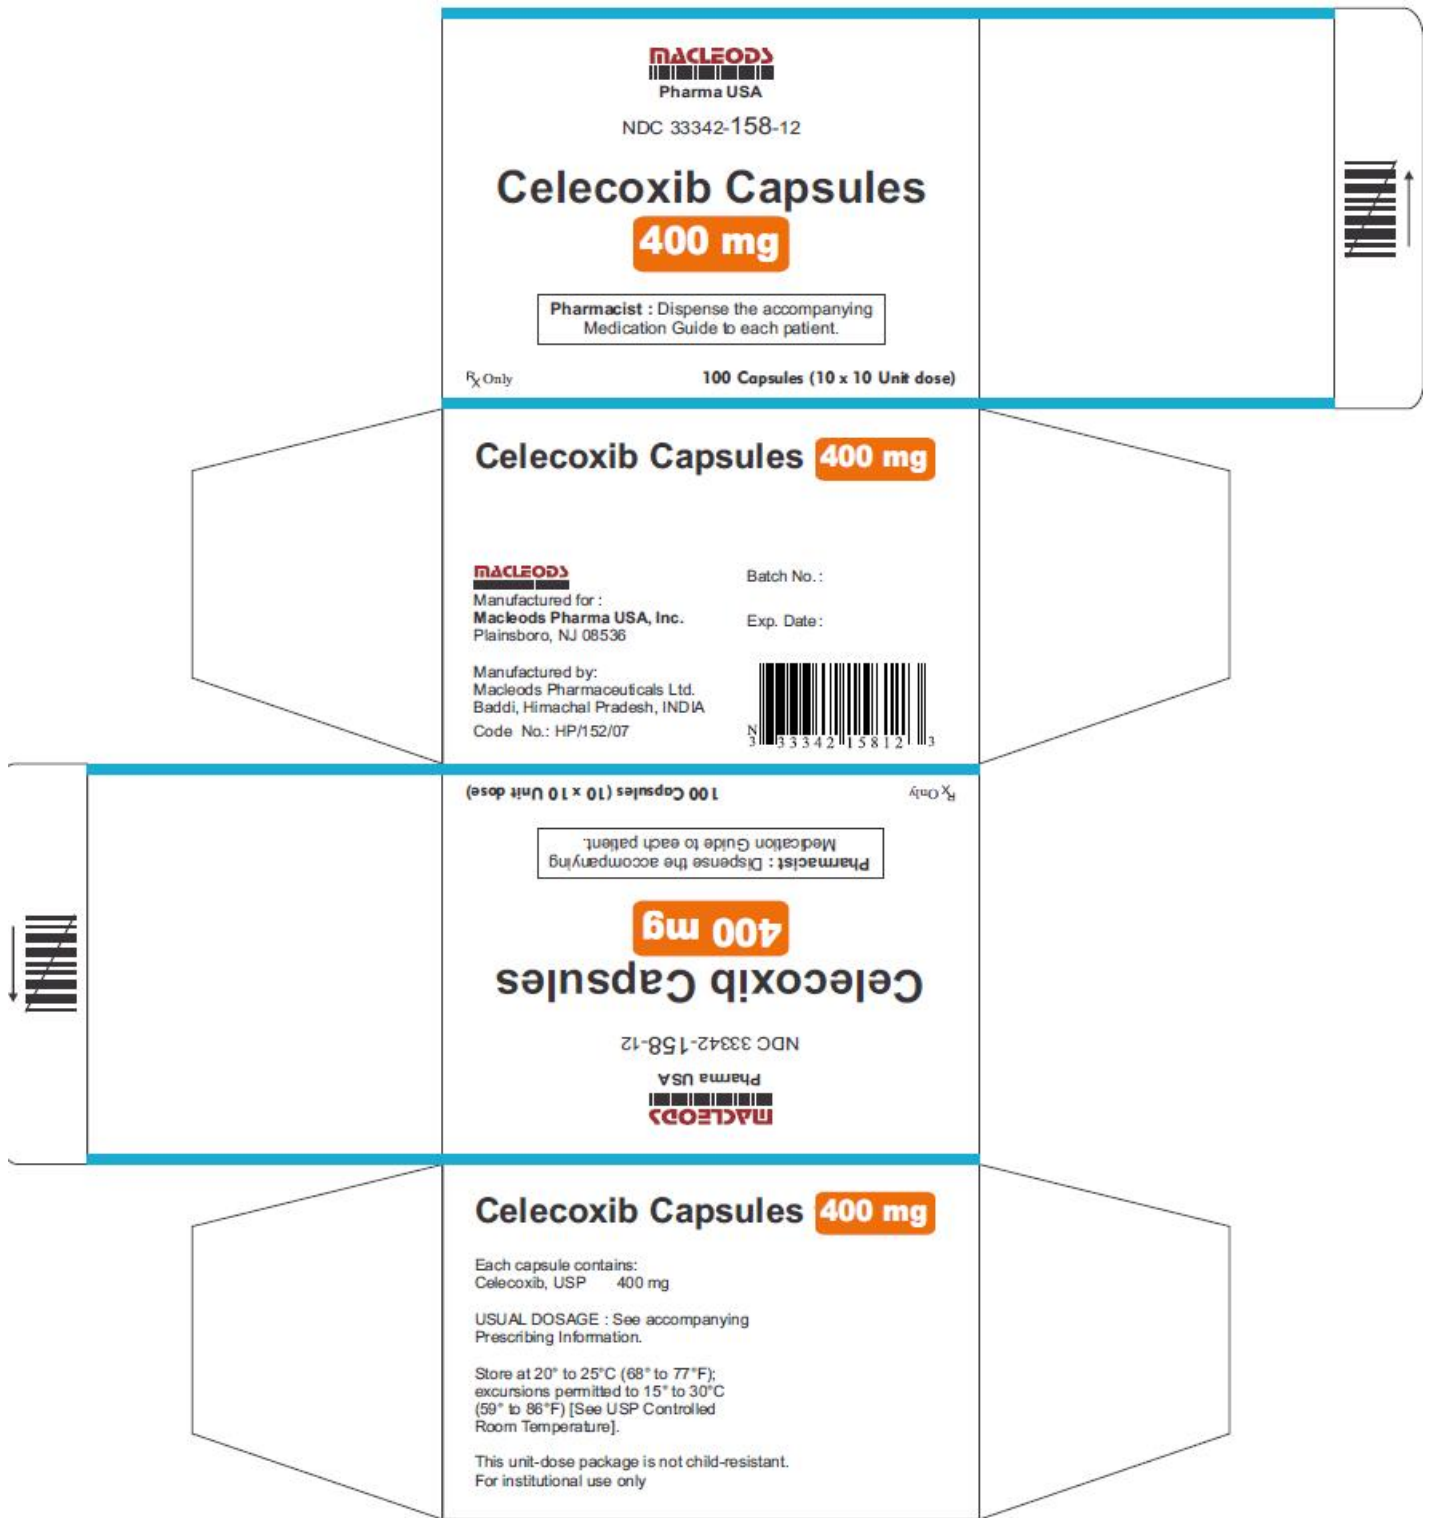 MACLEODS
Pharma USA
NDC 33342-158-12
Celecoxib Capsules
400 mg
Pharmacist : Dispense the accompanying
Medication Guide to each patient.
Rx Only 100 Capsules (10 x 10 Unit dose)
Celecoxib Capsules 400 mg
MACLEODS
Manufactured for :
Macleods Pharma USA, Inc.
Plainsboro, NJ 08536
Manufactured by:
Macleods Pharmaceuticals Ltd.
Baddi, Himachal Pradesh, INDIA
Code No.: HP/152/07
Batch No. :
Exp. Date :
N
3 33342 15812 3
MACLEODS
Pharma USA
NDC 33342-158-12
Celecoxib Capsules
400 mg
Pharmacist : Dispense the accompanying
Medication Guide to each patient.
Rx Only 100 Capsules (10 x 10 Unit dose)
Celecoxib Capsules 400 mg
Each capsule contains:
Celecoxib, USP 400 mg
USUAL DOSAGE : See accompanying
Prescribing Information.
Store at 20° to 25°C (68° to 77°F);
excursions permitted to 15° to 30°C
(59° to 86°F) [See USP Controlled
Room Temperature].
This unit-dose package is not child-resistant.
For institutional use only